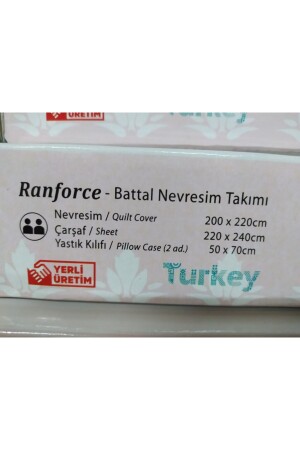 YERLİ
ÜRETİM
Turkey
Ranforce - Battal Nevresim Takımı
Nevresim / Quilt Cover 200 x 220cm
Çarşaf / Sheet 220 x 240cm
Yastık Kılıfı / Pillow Case (2 ad.) 50 x 70cm
YERLİ
ÜRETİM
Turkey